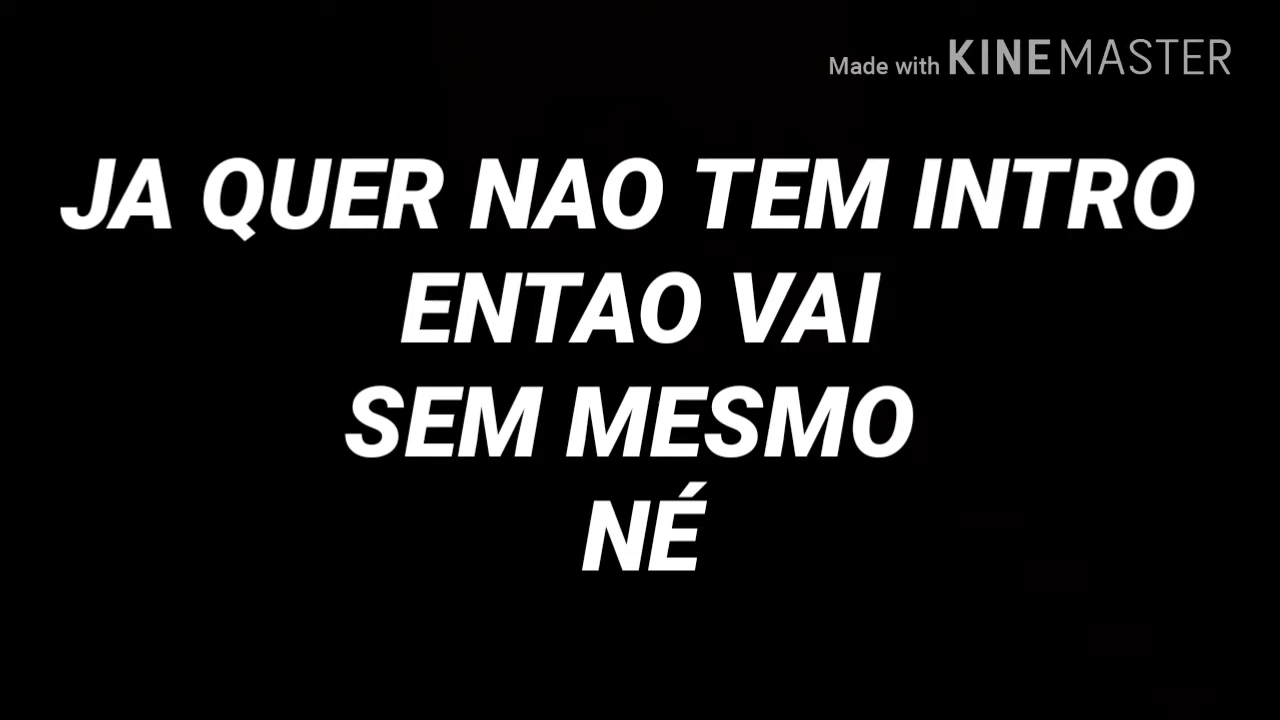 Made with KINEMASTER
JA QUER NAO TEM INTRO
ENTAO VAI
SEM MESMO
NÉ